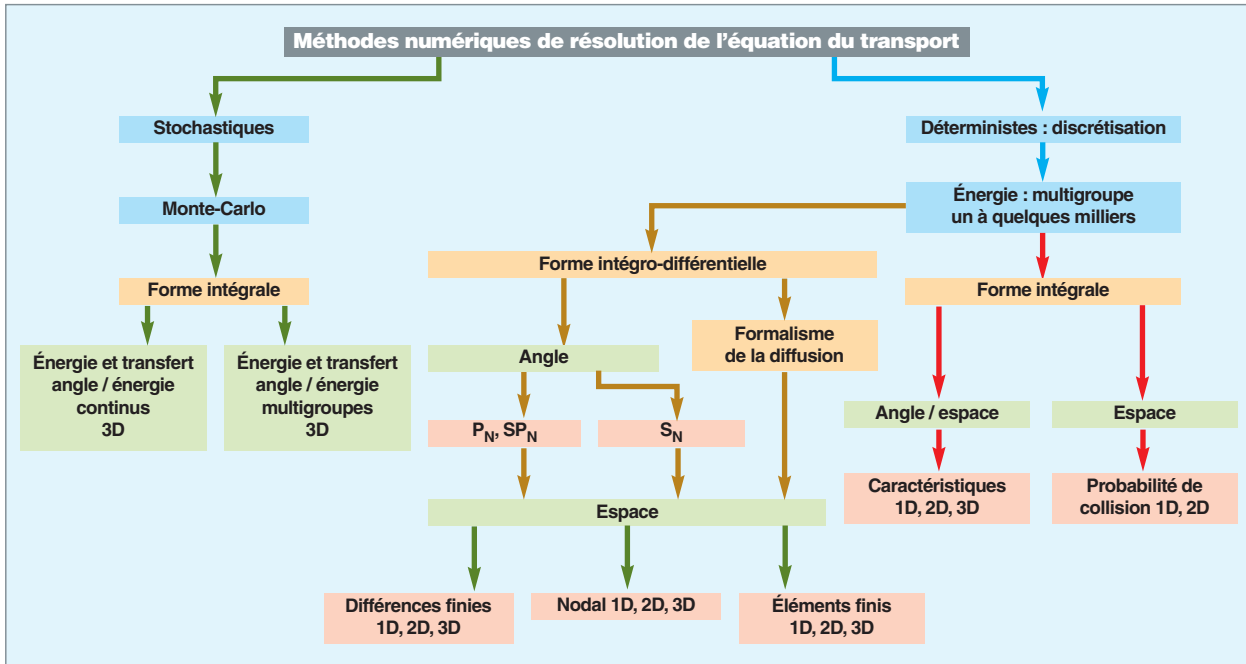 Méthodes numériques de résolution de l'équation du transport
Stochastiques
Déterministes : discrétisation
Monte-Carlo
Énergie : multigroupe
un à quelques milliers
Forme intégro-différentielle
Forme intégrale
Forme intégrale
Énergie et transfert
angle / énergie
continus
3D
Énergie et transfert
angle / énergie
multigroupes
3D
Angle
Formalisme
de la diffusion
Angle / espace
Espace
P_N, SP_N
S_N
Caractéristiques
1D, 2D, 3D
Probabilité de
collision 1D, 2D
Espace
Différences finies
1D, 2D, 3D
Nodal 1D, 2D, 3D
Éléments finis
1D, 2D, 3D